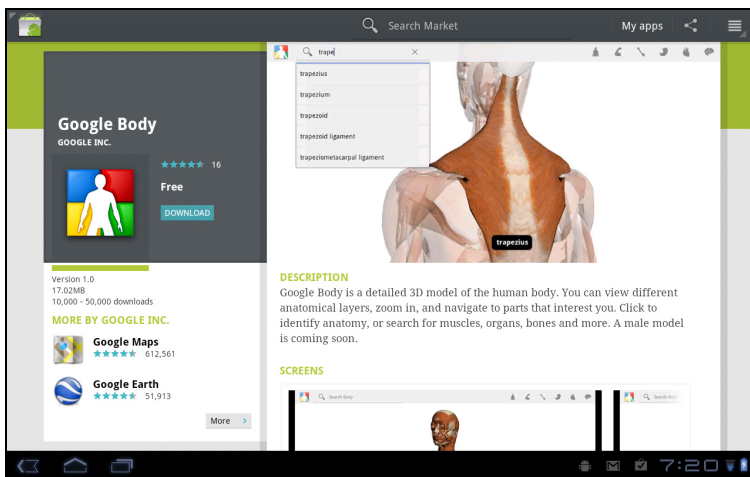 Search Market
My apps
Google Body
GOOGLE INC.
16
Free
DOWNLOAD
Version 1.0
17.02MB
10,000 - 50,000 downloads
MORE BY GOOGLE INC.
Google Maps
612,561
Google Earth
51,913
More
trape
trapezius
trapezium
trapezoid
trapezoid ligament
trapeziometacarpal ligament
trapezius
DESCRIPTION
Google Body is a detailed 3D model of the human body. You can view different
anatomical layers, zoom in, and navigate to parts that interest you. Click to
identify anatomy, or search for muscles, organs, bones and more. A male model
is coming soon.
SCREENS
Search Body
Search Body
7:20